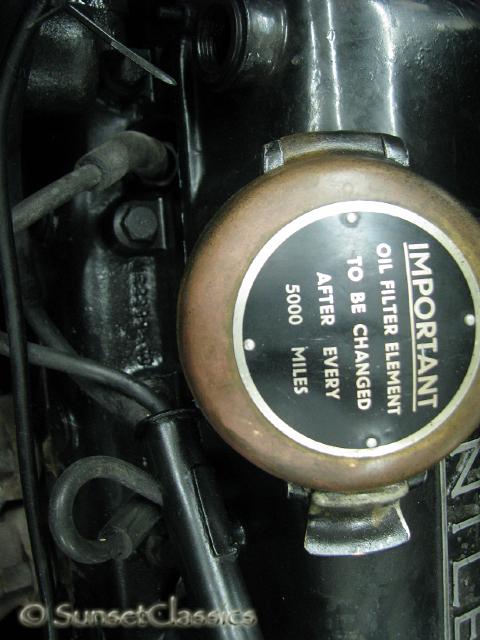 IMPORTANT
OIL FILTER ELEMENT
TO BE CHANGED
AFTER EVERY
5000 MILES
© SunsetClassics